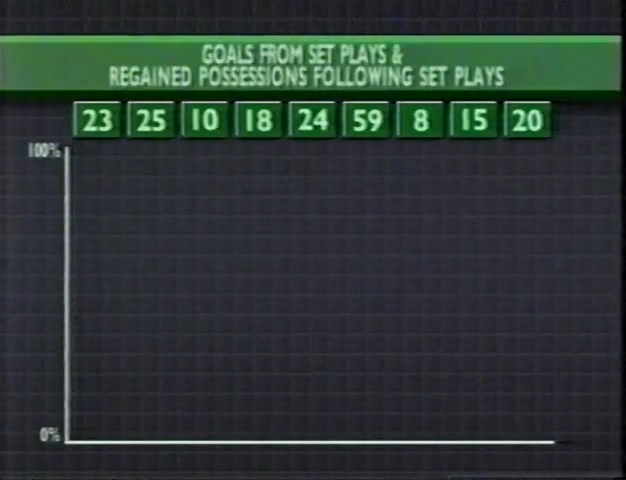 GOALS FROM SET PLAYS &
REGAINED POSSESSIONS FOLLOWING SET PLAYS
23 25 10 18 24 59 8 15 20
100%
0%